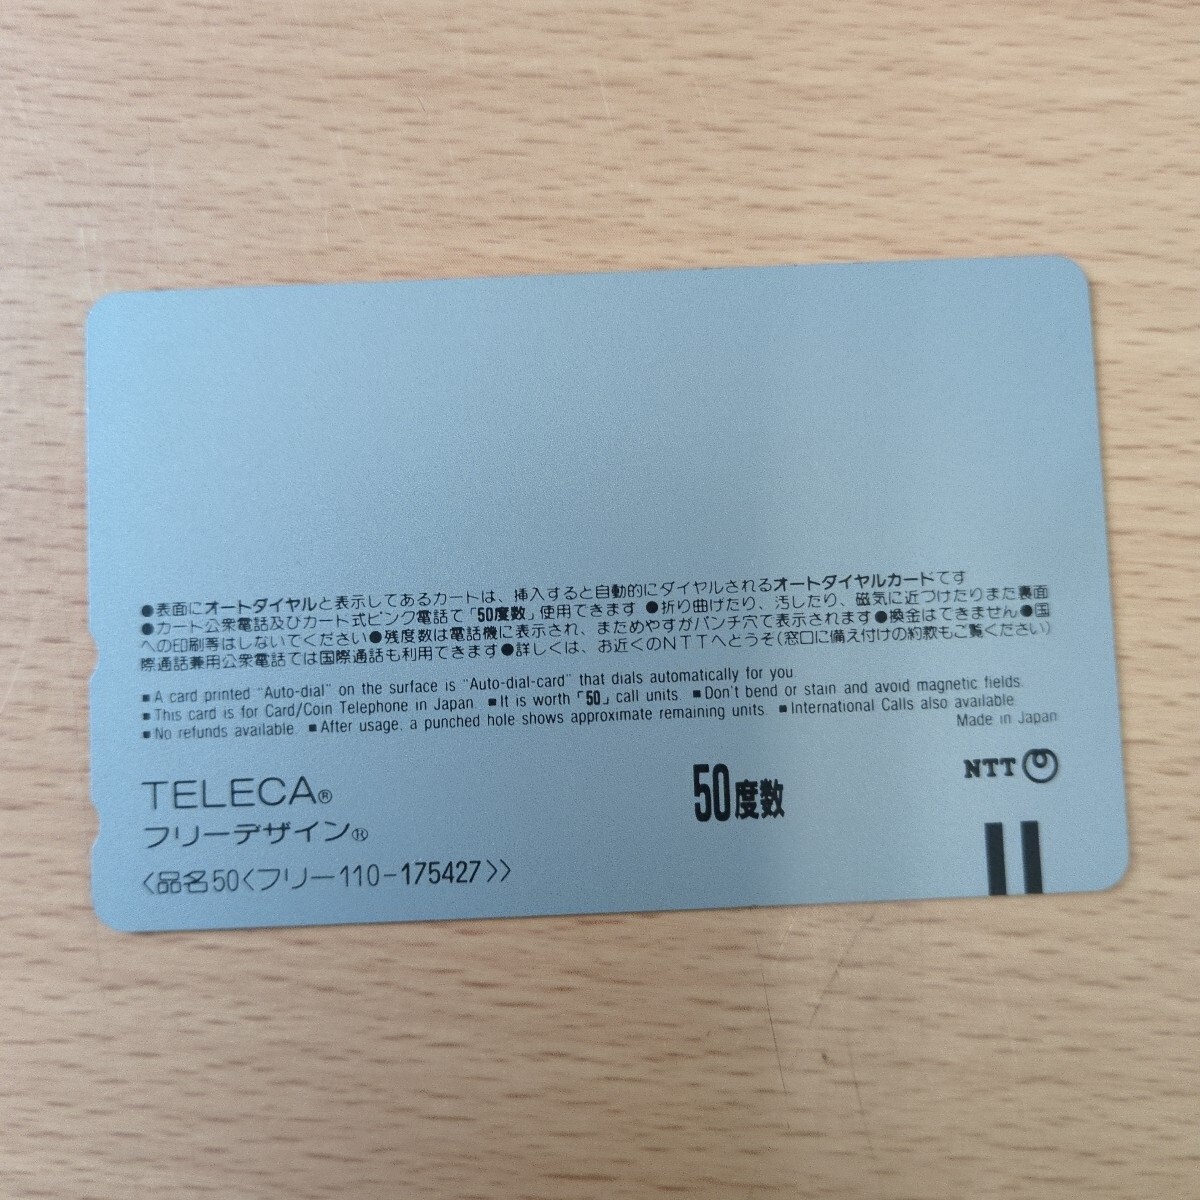 ●表面にオートダイヤルと表示してあるカートは、挿入すると自動的にダイヤルされるオートダイヤルカードです
●カート公衆電話及びカード式ピンク電話で「50度数」使用できます ●折り曲げたり、汚したり、磁気に近づけたりまた裏面
への印刷等はしないでください●残度数は電話機に表示され、まためやすがパンチ穴で表示されます●換金はできません●国
際通話兼用公衆電話では国際通話も利用できます●詳しくは、お近くのNTTへどうぞ(窓口に備え付けの約款もご覧ください)
■A card printed "Auto-dial" on the surface is "Auto-dial-card" that dials automatically for you.
■This card is for Card/Coin Telephone in Japan. ■It is worth「50」call units. ■Don't bend or stain and avoid magnetic fields.
■No refunds available. ■After usage, a punched hole shows approximate remaining units. ■International Calls also available.
Made in Japan
TELECA®
フリーデザイン®
〈品名50〈フリー110-175427〉〉
50度数
NTT